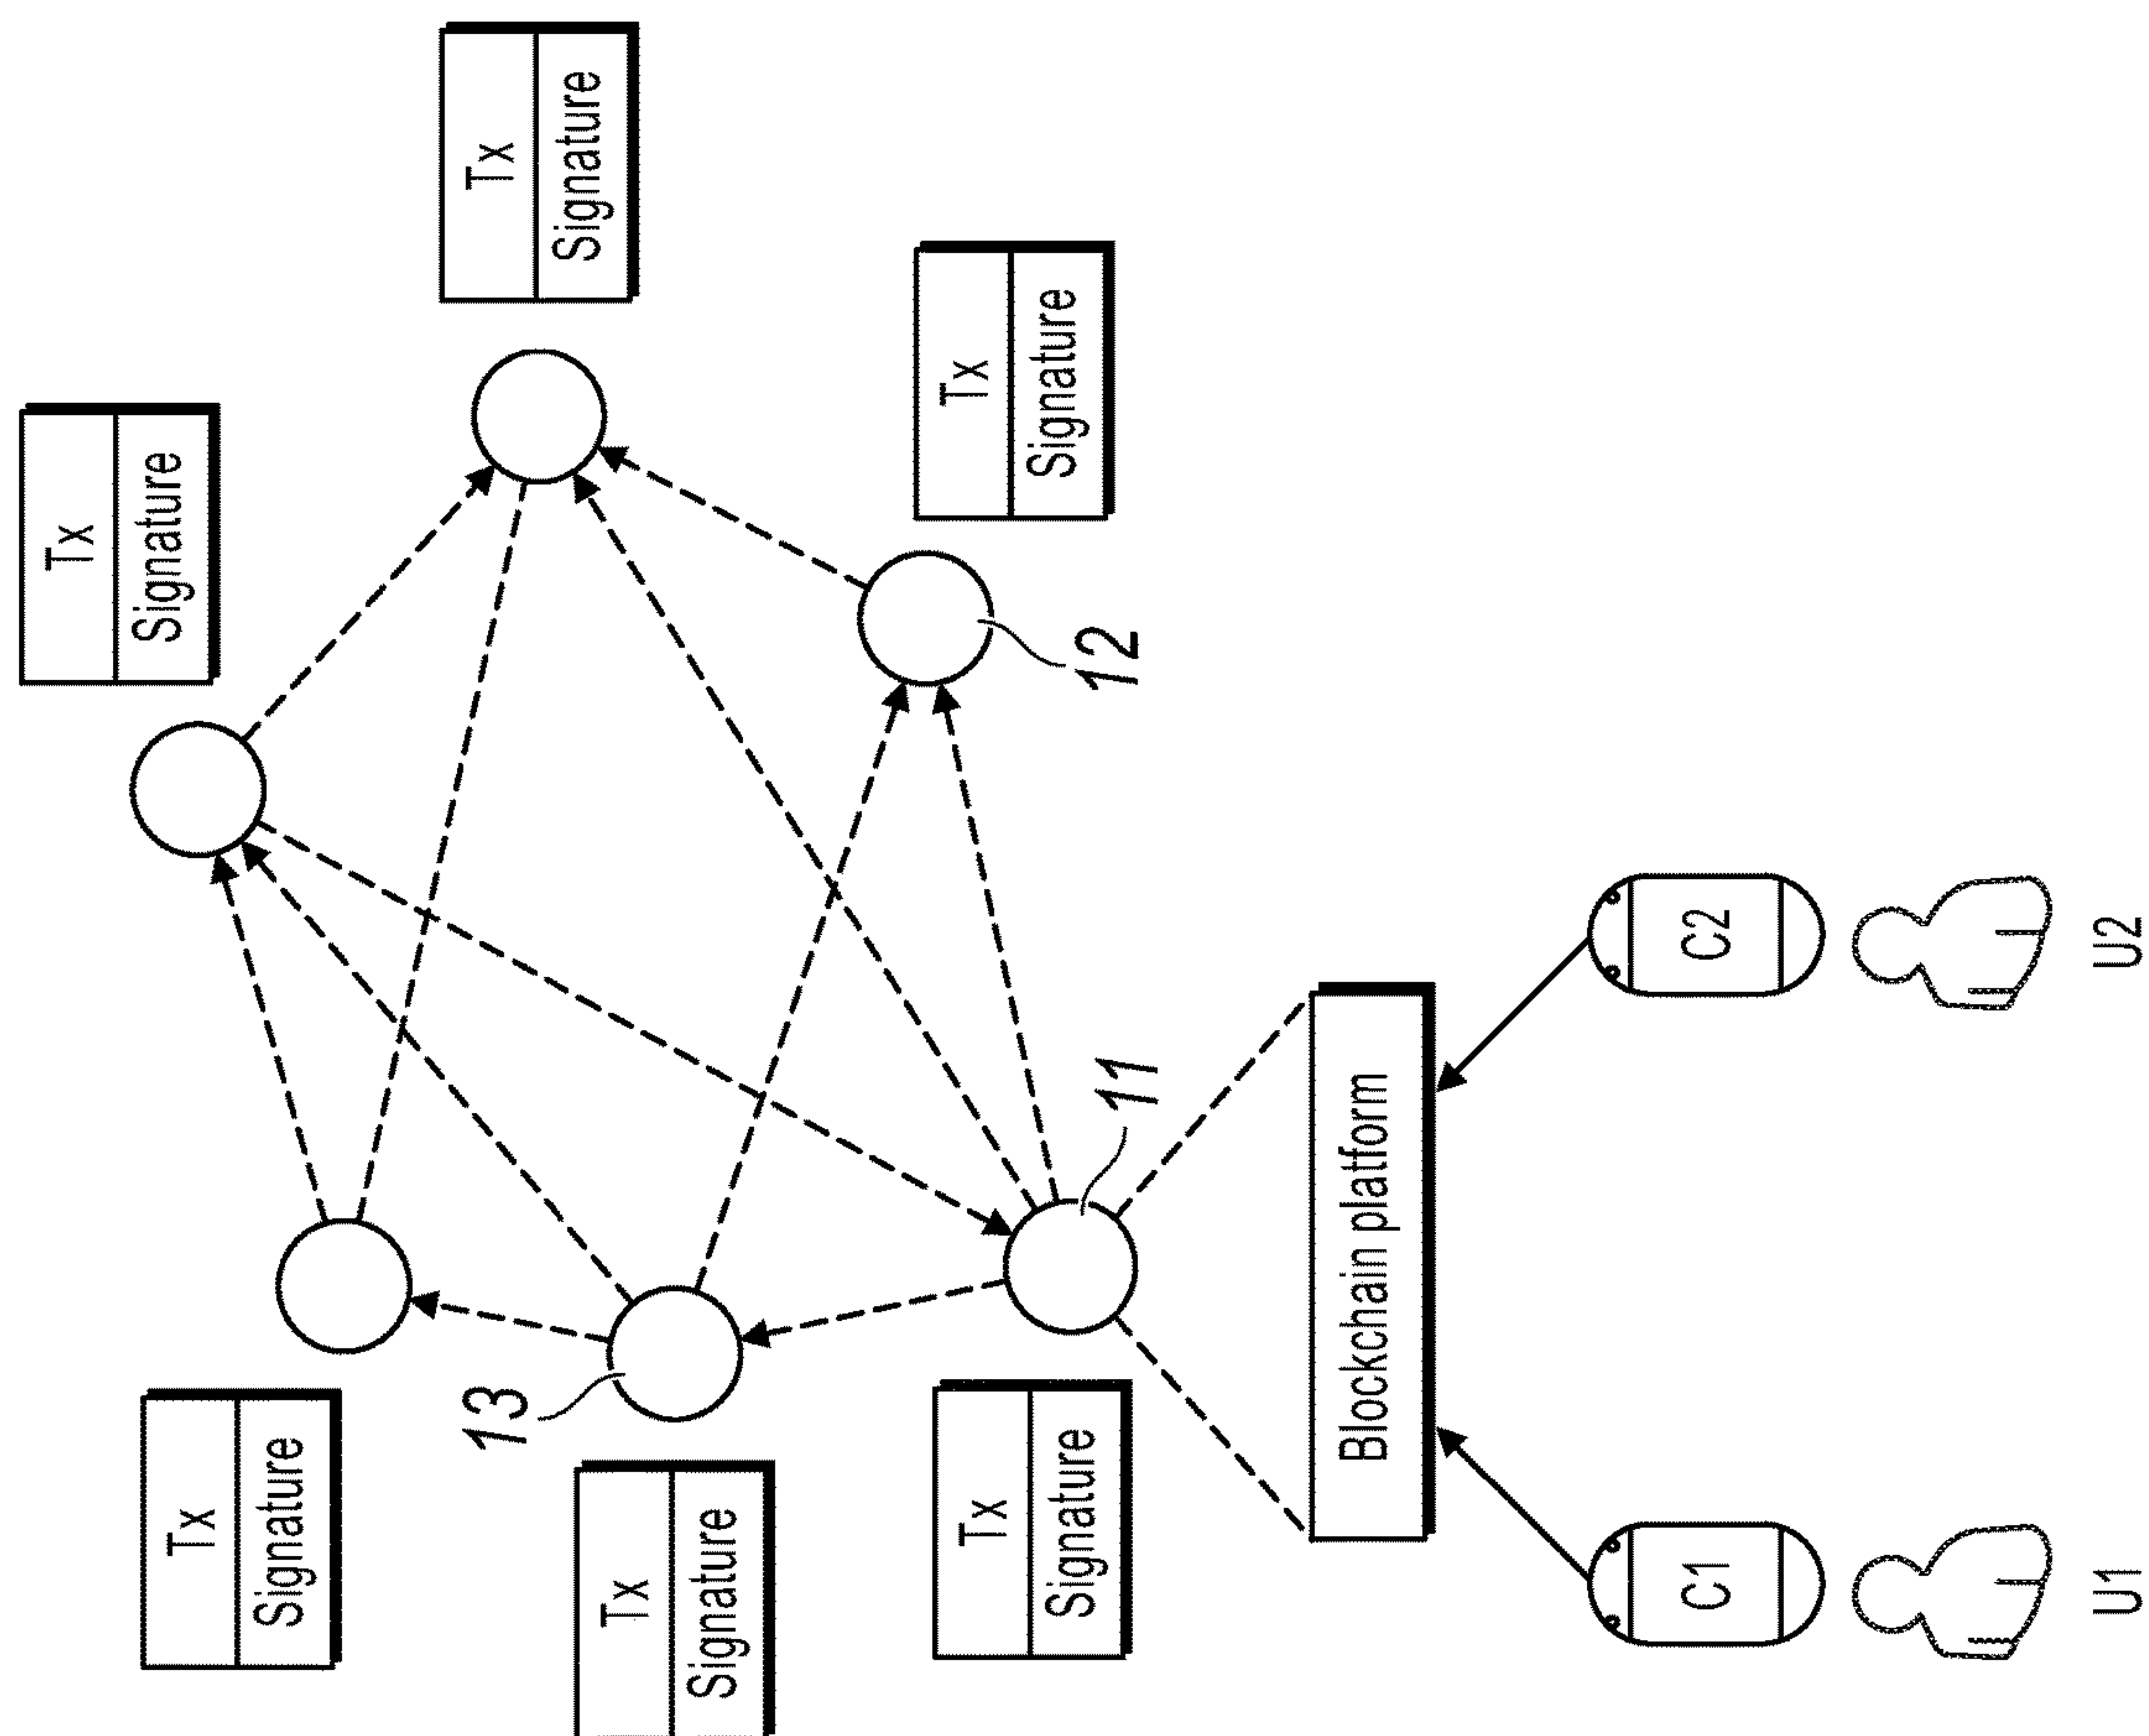 Tx
Signature
Tx
Signature
Tx
Signature
13
Tx
Signature
Tx
Signature
Tx
Signature
12
11
Blockchain platform
C1
C2
U1
U2